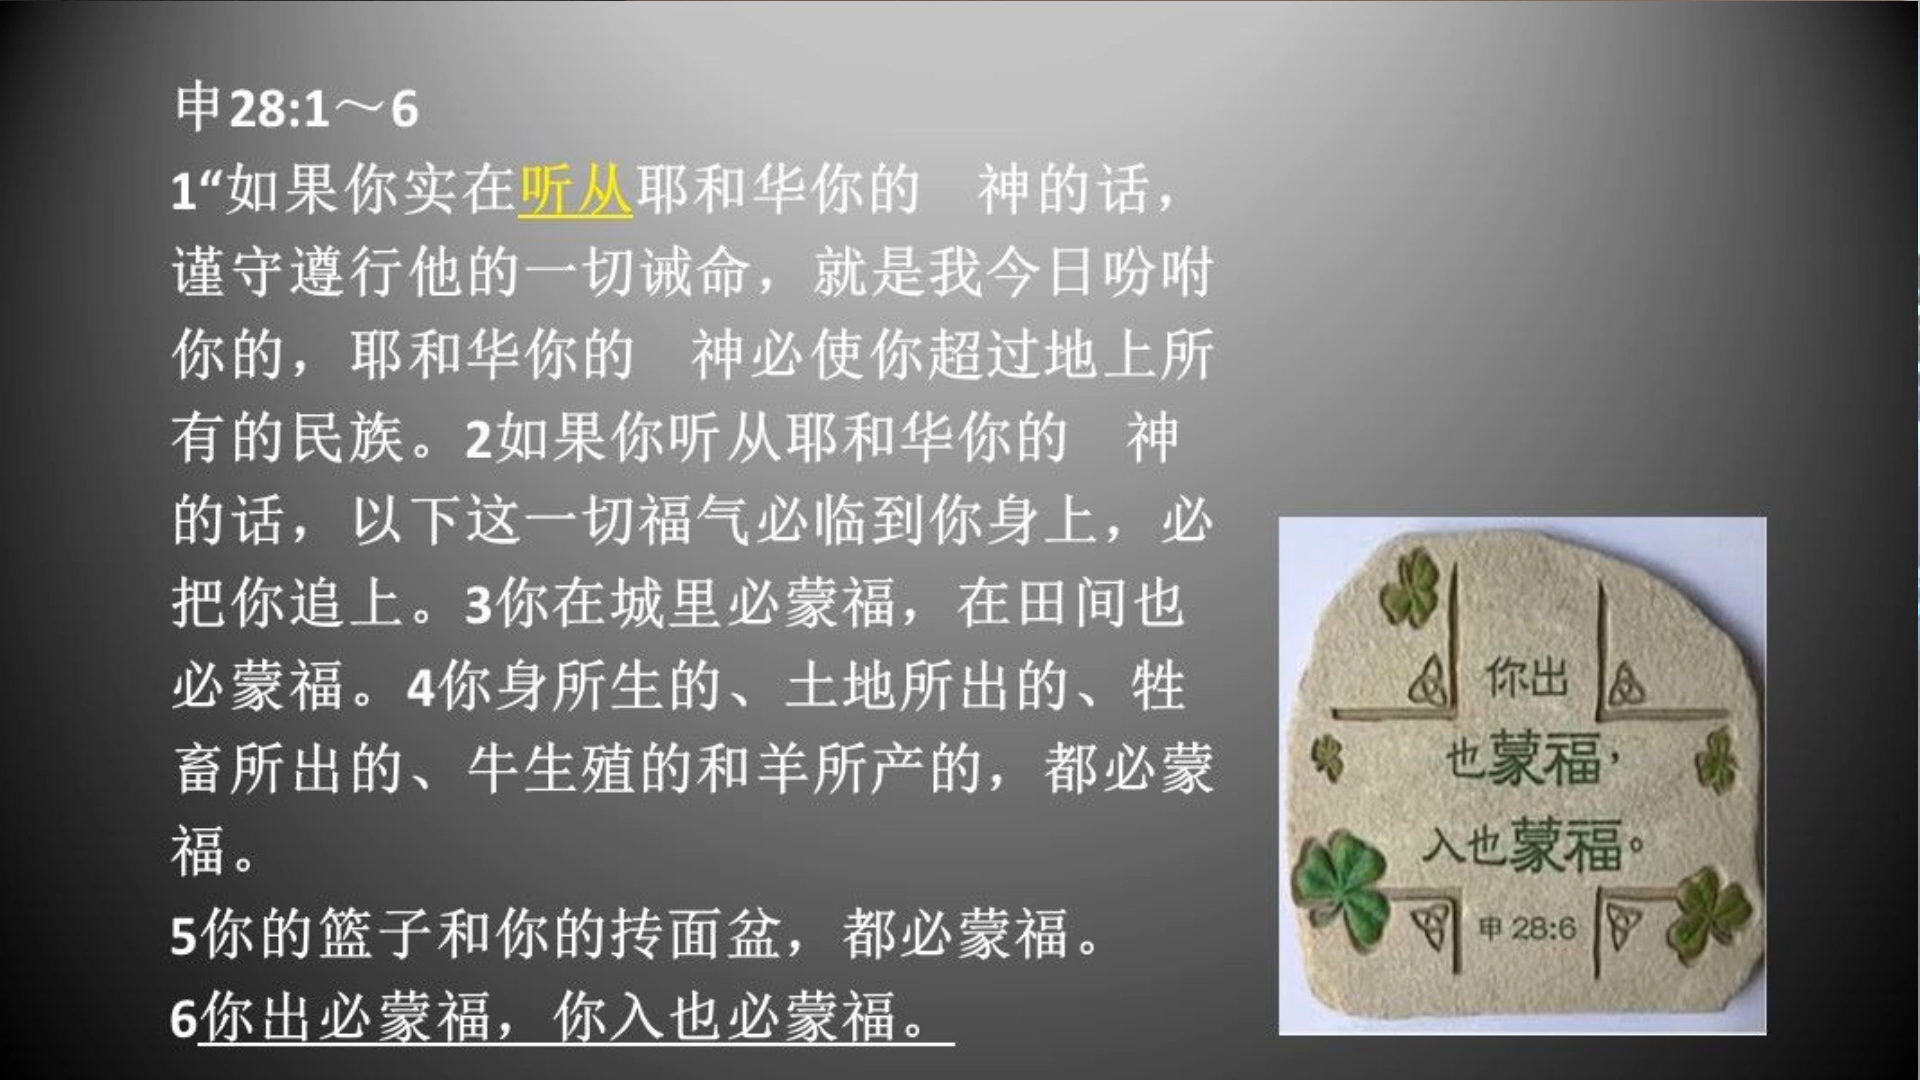 申28:1～6
1“如果你实在听从耶和华你的　神的话，
谨守遵行他的一切诫命，就是我今日吩咐
你的，耶和华你的　神必使你超过地上所
有的民族。2如果你听从耶和华你的　神
的话，以下这一切福气必临到你身上，必
把你追上。3你在城里必蒙福，在田间也
必蒙福。4你身所生的、土地所出的、牲
畜所出的、牛生殖的和羊所产的，都必蒙
福。
5你的篮子和你的抟面盆，都必蒙福。
6你出必蒙福，你入也必蒙福。
你出
也蒙福，
入也蒙福。
申 28:6